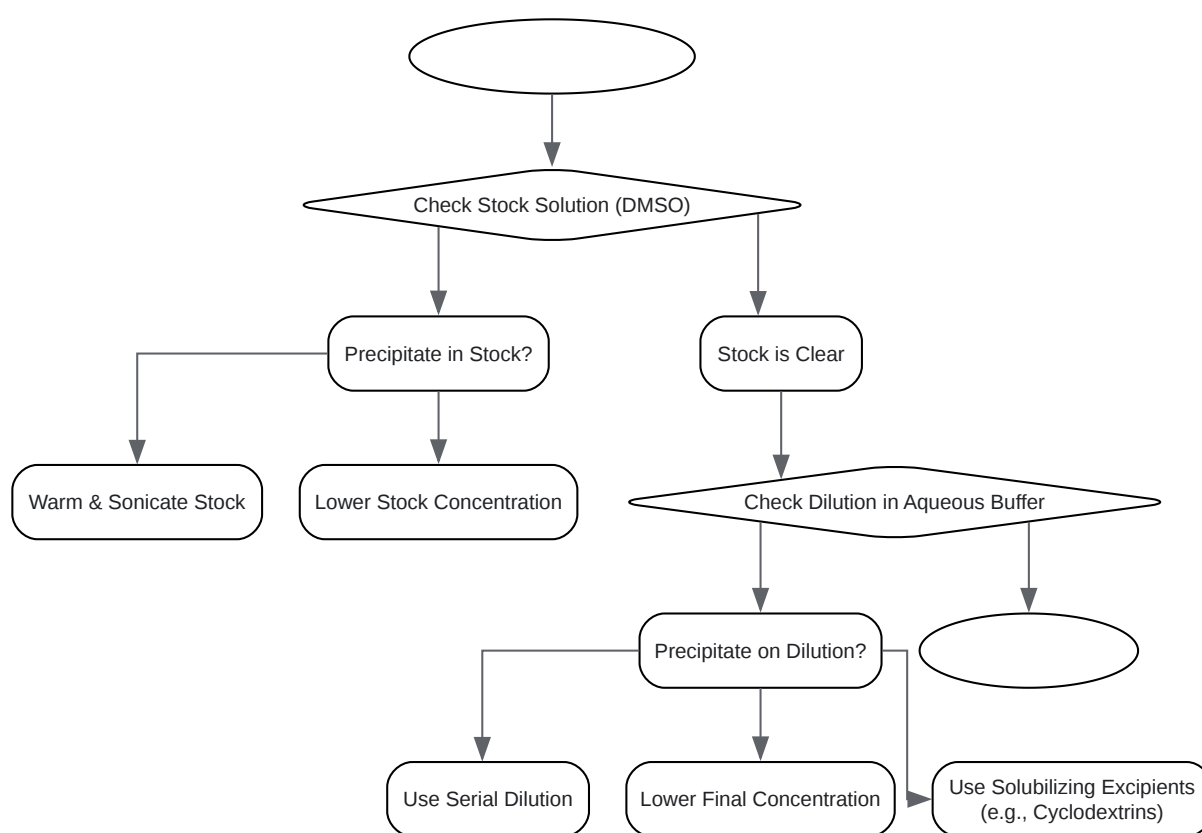 Check Stock Solution (DMSO)
Precipitate in Stock?
Stock is Clear
Warm & Sonicate Stock
Lower Stock Concentration
Check Dilution in Aqueous Buffer
Precipitate on Dilution?
Use Serial Dilution
Lower Final Concentration
Use Solubilizing Excipients
(e.g., Cyclodextrins)